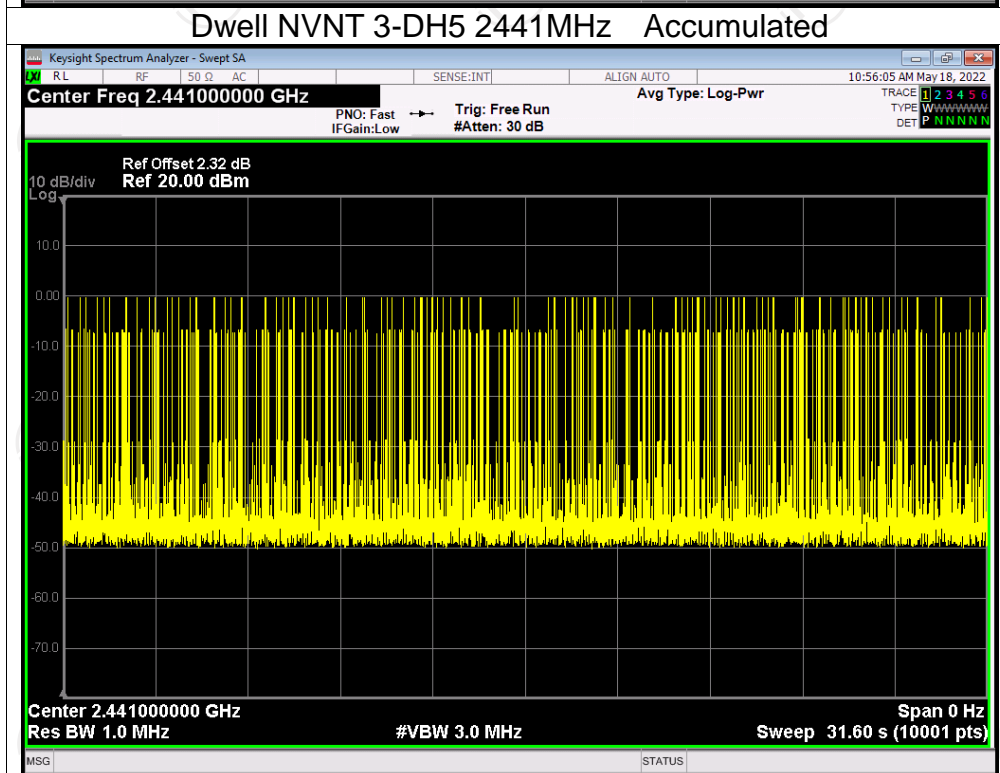 Dwell NVNT 3-DH5 2441MHz Accumulated
Keysight Spectrum Analyzer - Swept SA
LXI RL RF 50 Ω AC SENSE:INT ALIGN AUTO 10:56:05 AM May 18, 2022
Center Freq 2.441000000 GHz Avg Type: Log-Pwr TRACE 1 2 3 4 5 6
PNO: Fast Trig: Free Run TYPE WWWWWW
IFGain:Low #Atten: 30 dB DET P N N N N N
Ref Offset 2.32 dB
10 dB/div Ref 20.00 dBm
Log
10.0
0.00
-10.0
-20.0
-30.0
-40.0
-50.0
-60.0
-70.0
Center 2.441000000 GHz Span 0 Hz
Res BW 1.0 MHz #VBW 3.0 MHz Sweep 31.60 s (10001 pts)
MSG STATUS